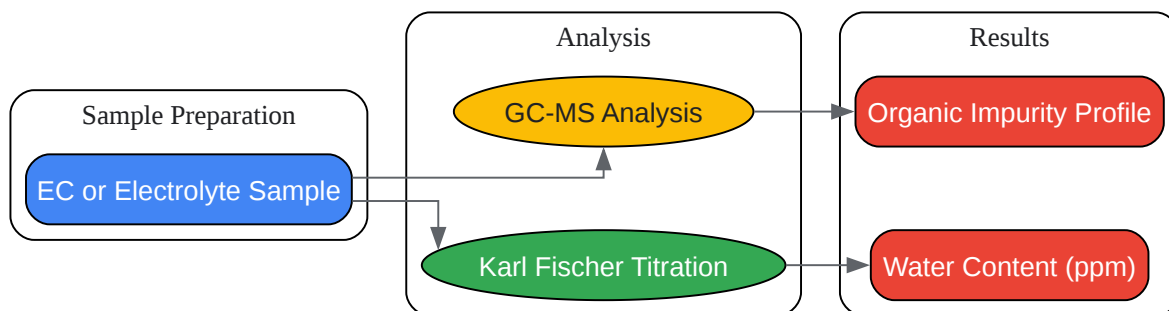 Sample Preparation
EC or Electrolyte Sample
Analysis
GC-MS Analysis
Karl Fischer Titration
Results
Organic Impurity Profile
Water Content (ppm)